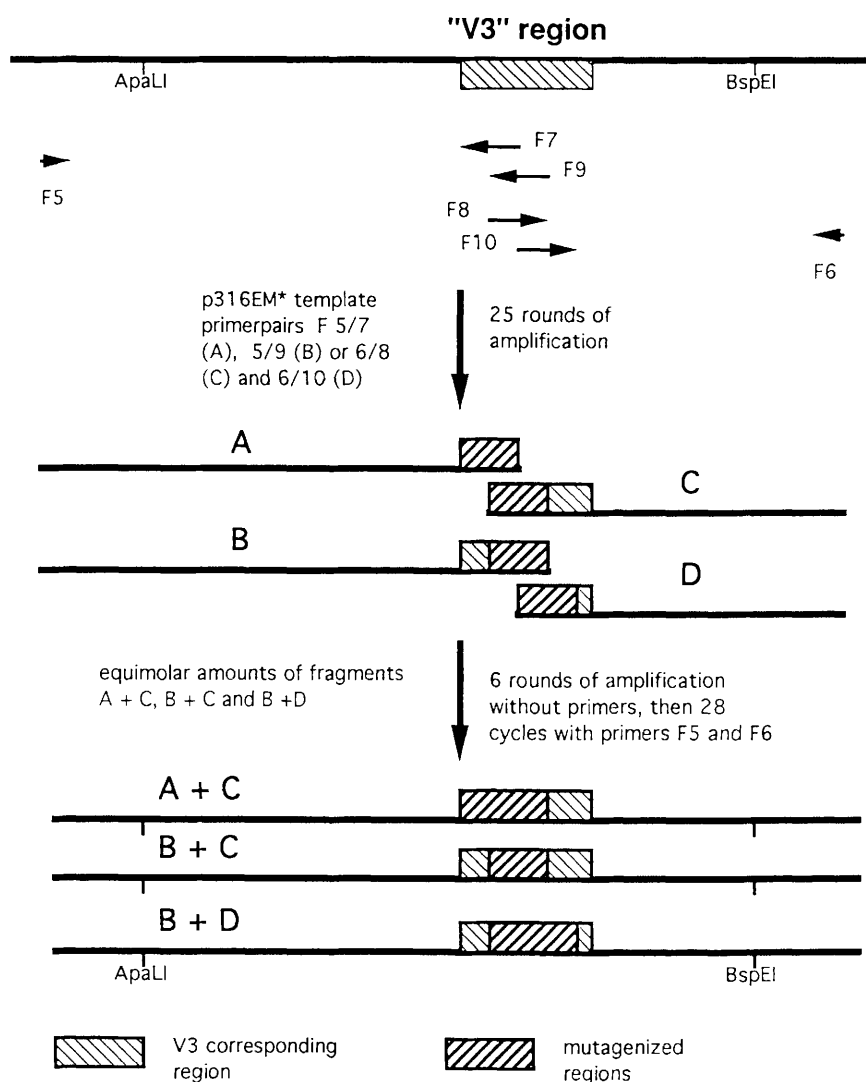 "V3" region
ApaLI
BspEI
F7
F9
F5
F8
F10
F6
p316EM* template
primerpairs F 5/7
(A), 5/9 (B) or 6/8
(C) and 6/10 (D)
25 rounds of
amplification
A
C
B
D
equimolar amounts of fragments
A + C, B + C and B +D
6 rounds of amplification
without primers, then 28
cycles with primers F5 and F6
A + C
B + C
B + D
ApaLI
BspEI
V3 corresponding
region
mutagenized
regions